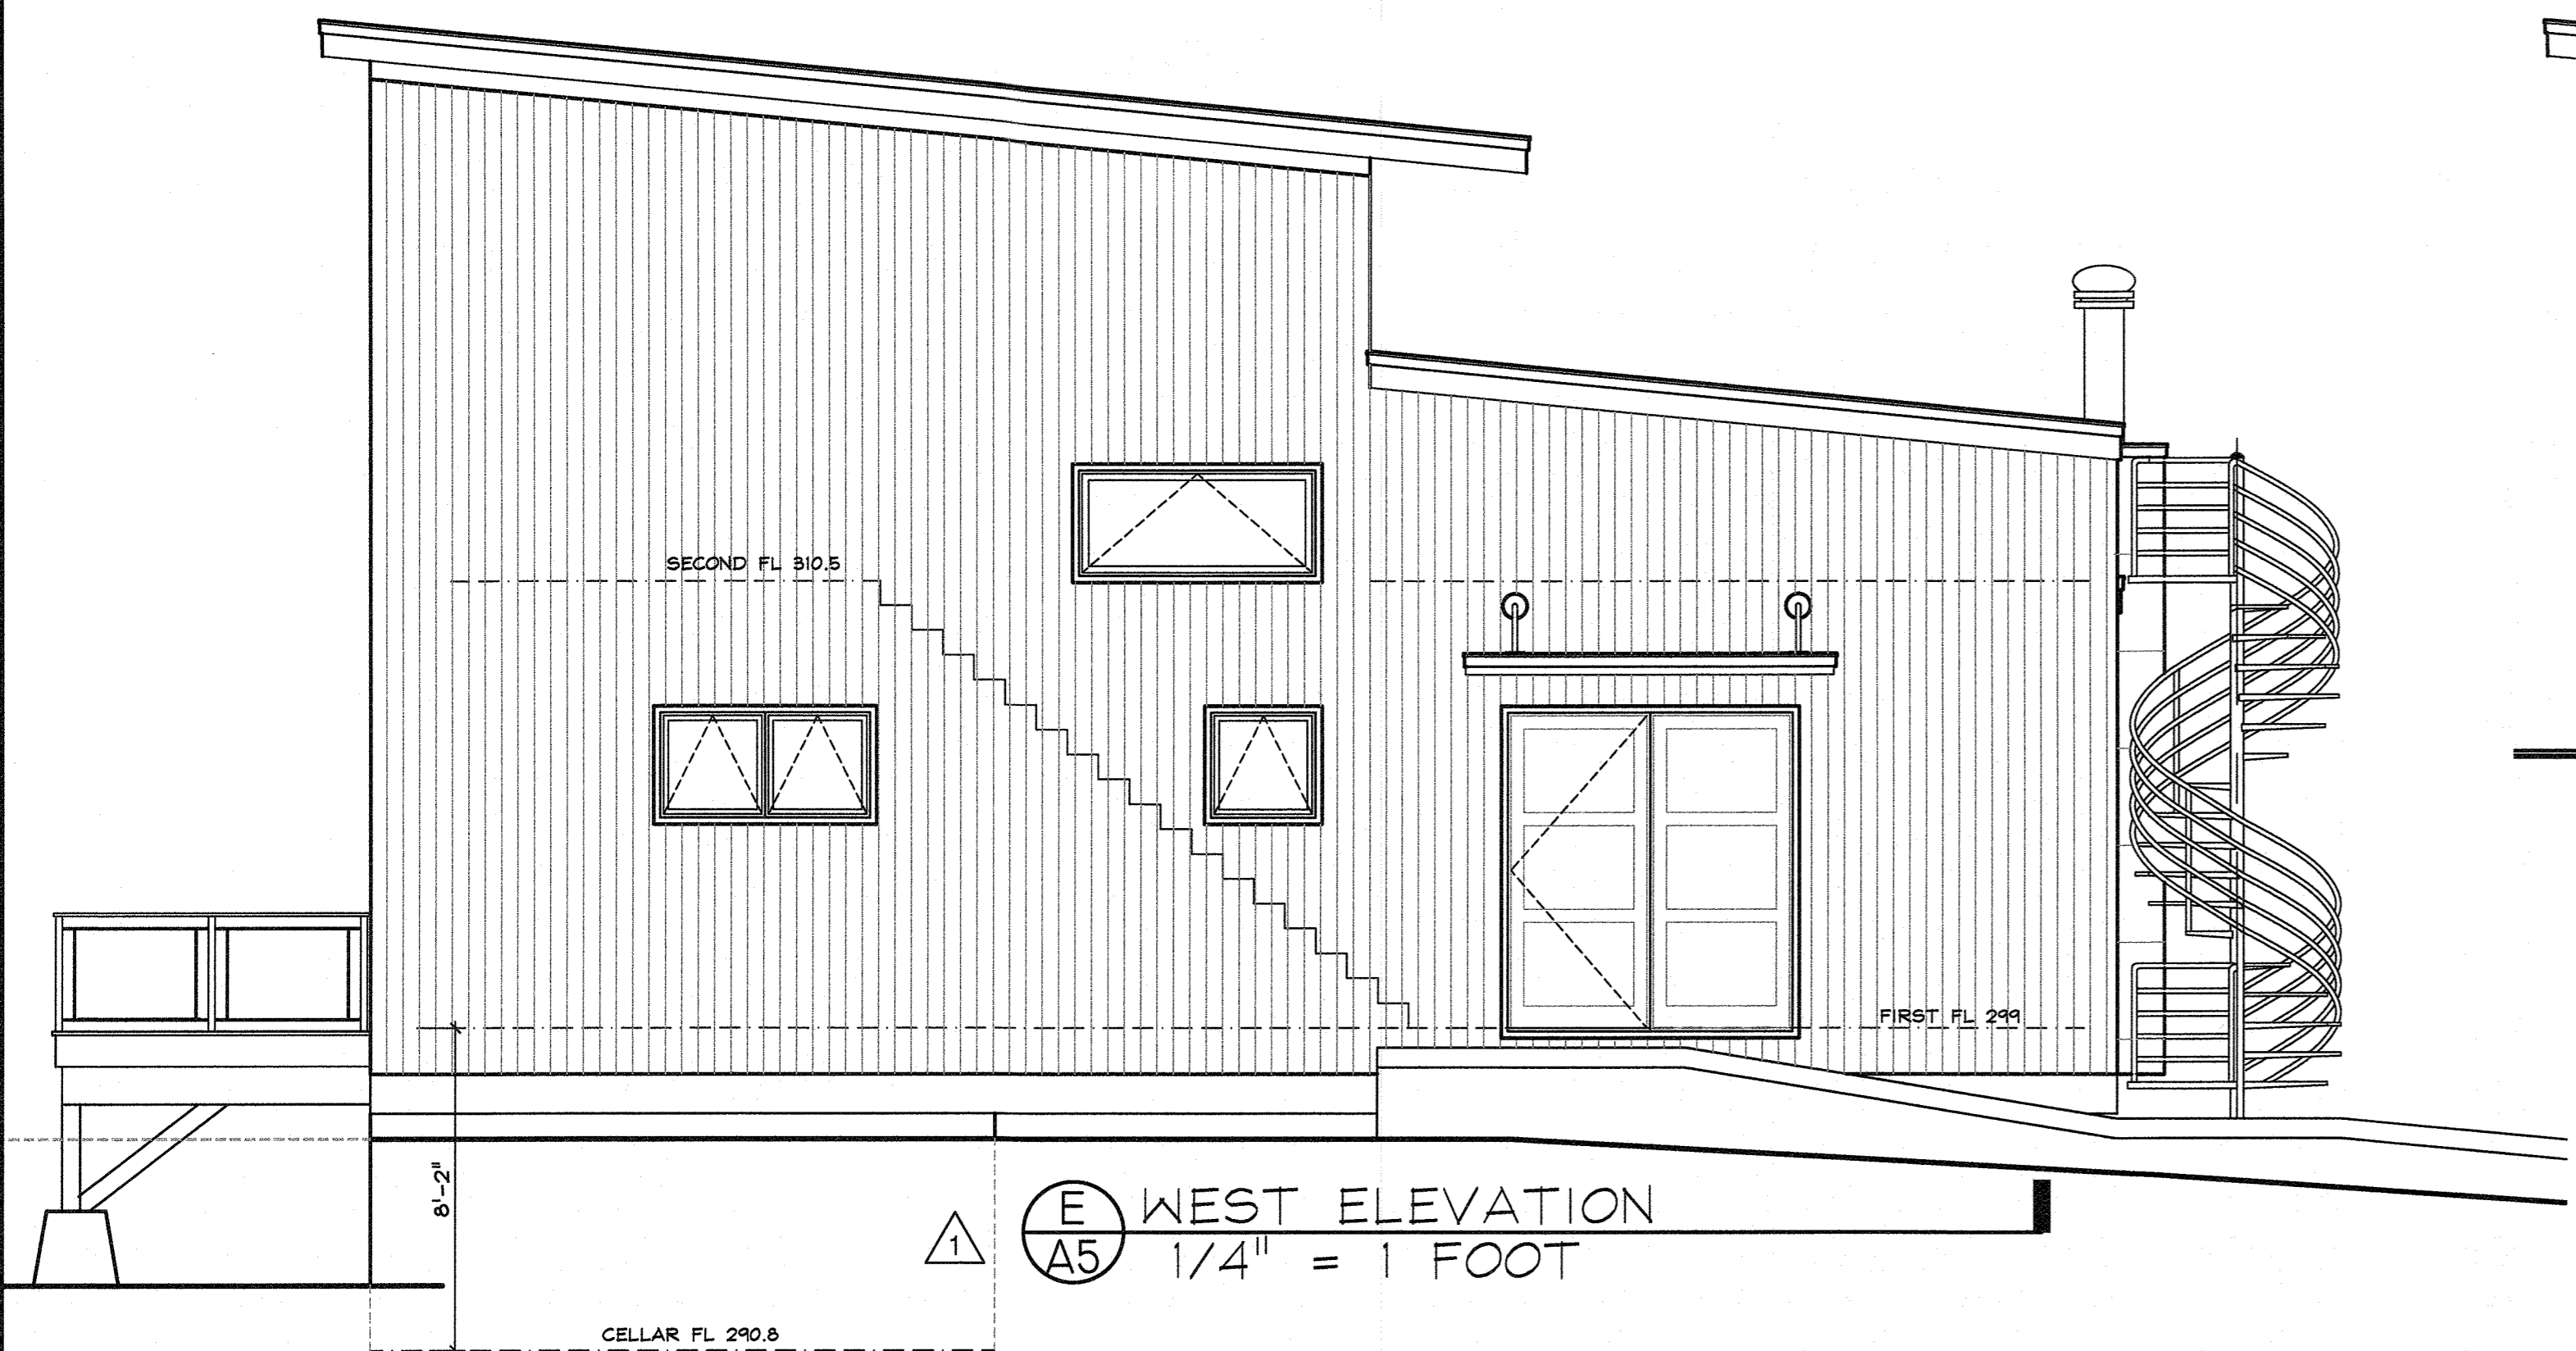 SECOND FL 310.5
FIRST FL 299
8'-2"
1
E
A5
WEST ELEVATION
1/4" = 1 FOOT
CELLAR FL 290.8